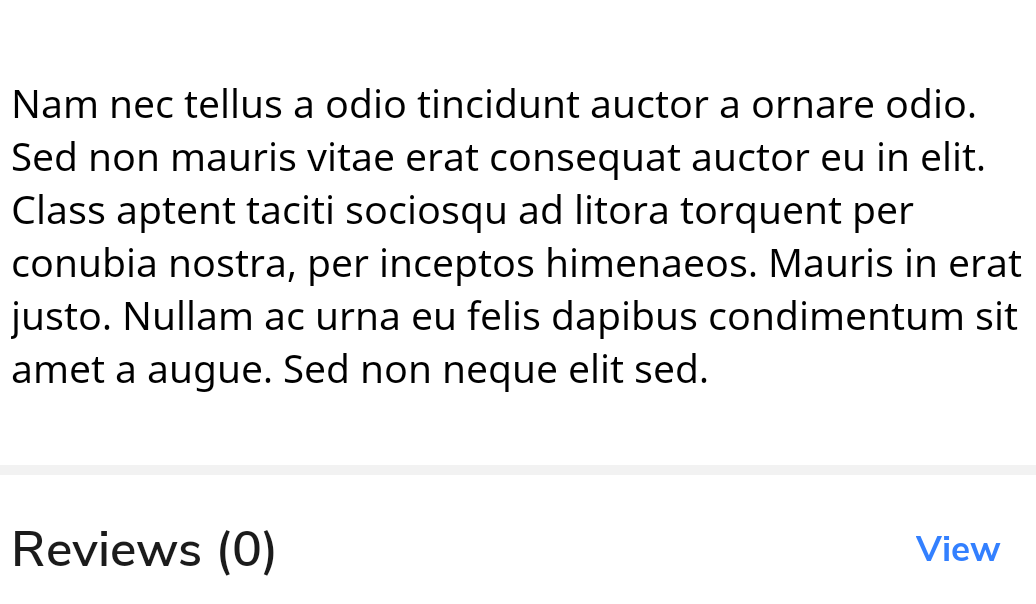 Nam nec tellus a odio tincidunt auctor a ornare odio.
Sed non mauris vitae erat consequat auctor eu in elit.
Class aptent taciti sociosqu ad litora torquent per
conubia nostra, per inceptos himenaeos. Mauris in erat
justo. Nullam ac urna eu felis dapibus condimentum sit
amet a augue. Sed non neque elit sed.
Reviews (0)
View